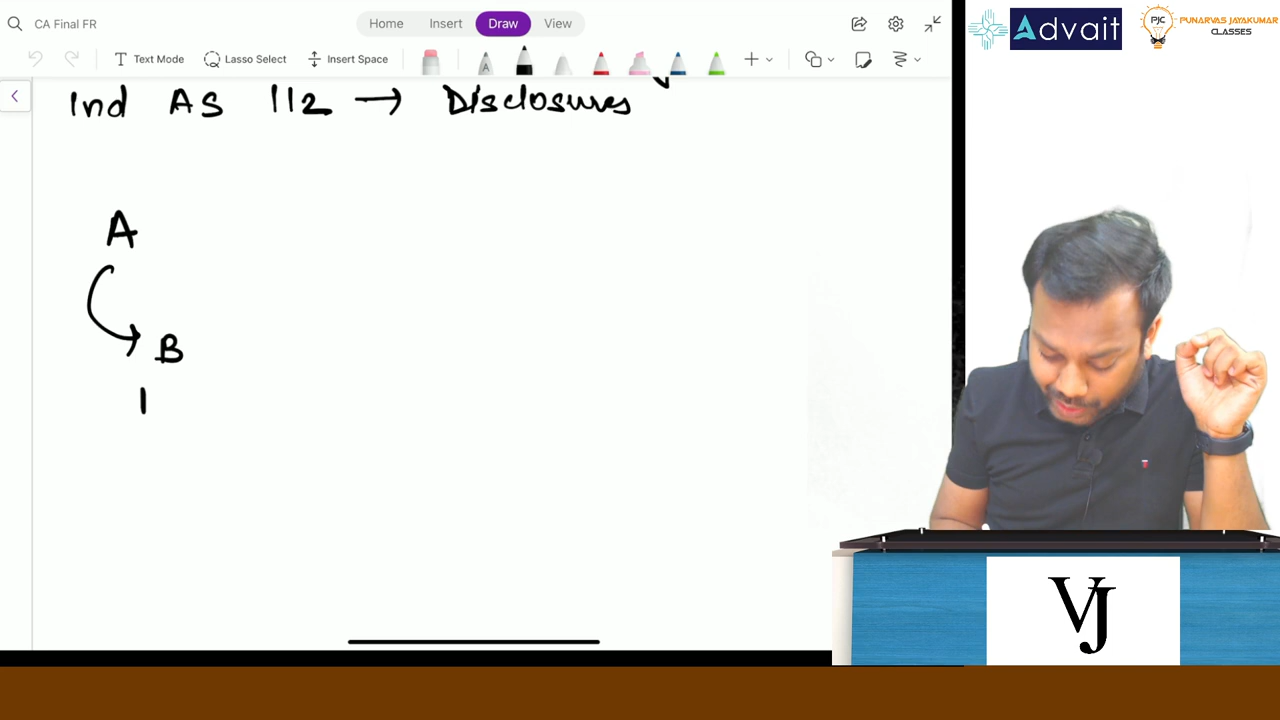 CA Final FR
Home Insert Draw View
Text Mode Lasso Select Insert Space
Ind AS 112 → Disclosures
A
B
I
Advait
PJC PUNARVAS JAYAKUMAR
CLASSES
VJ